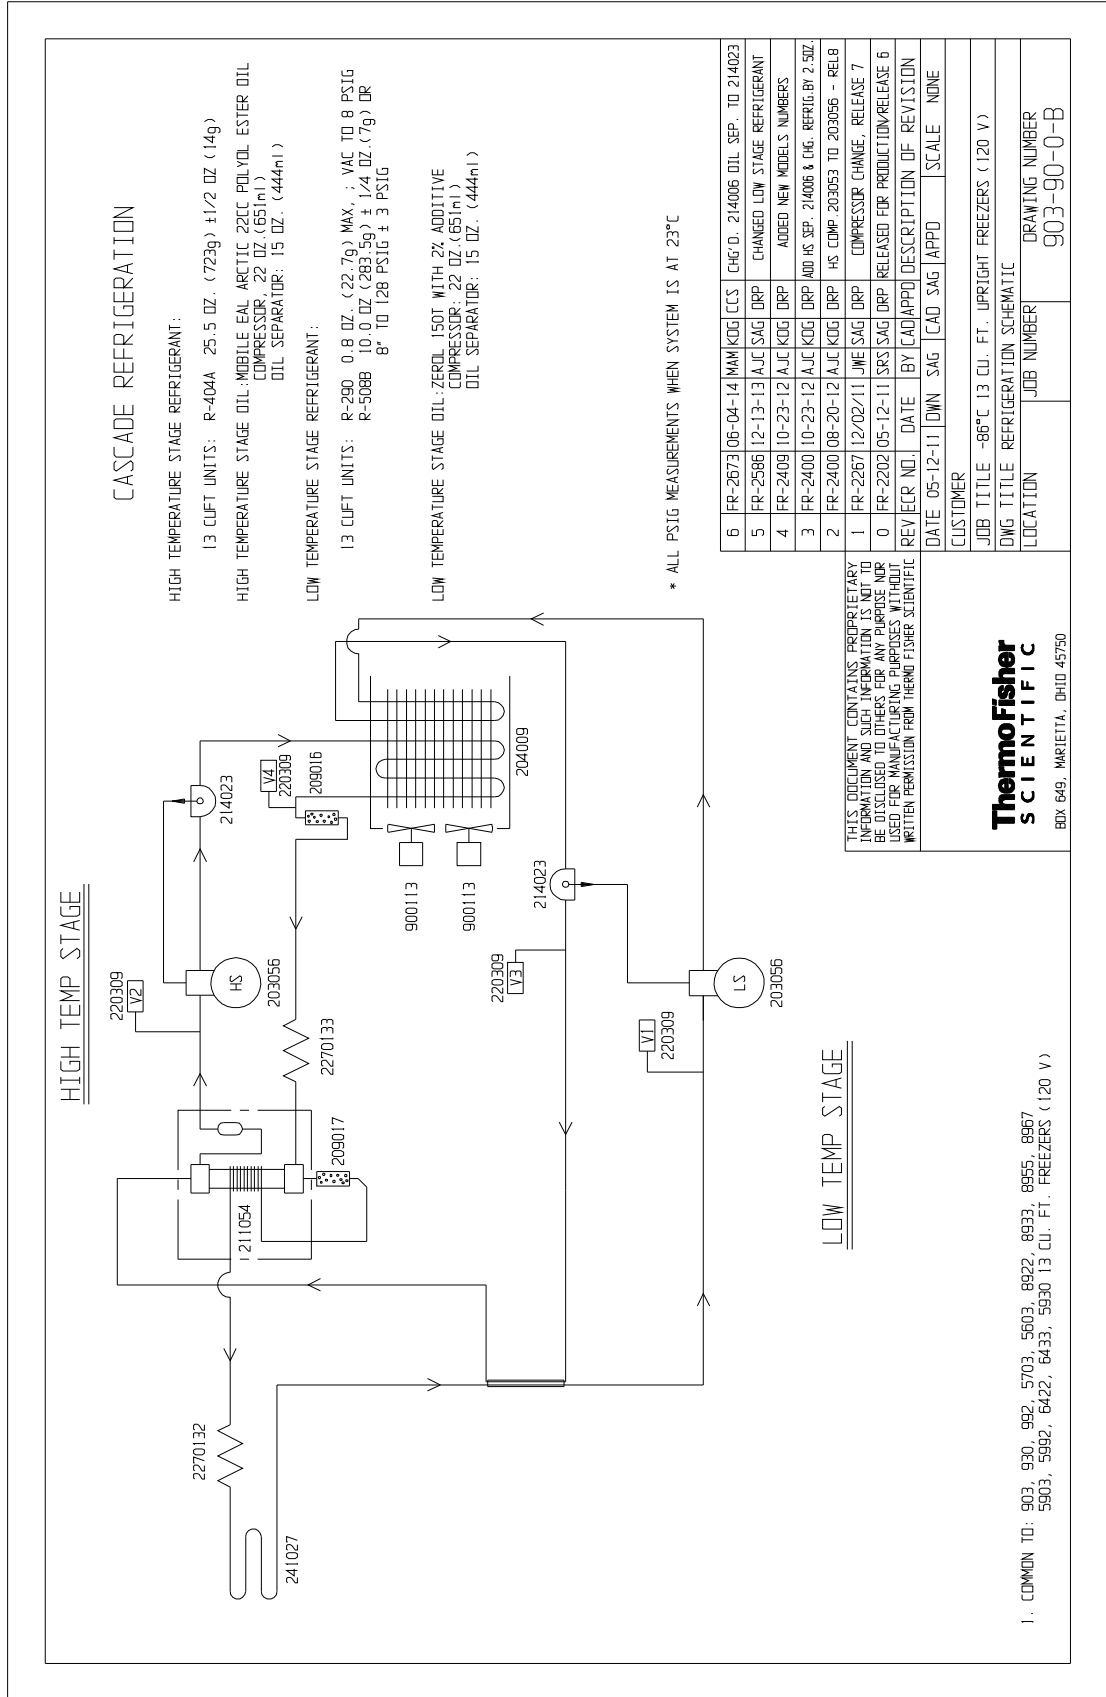 CASCADE REFRIGERATION
HIGH TEMPERATURE STAGE REFRIGERANT:
13 CUFT UNITS: R-404A 25.5 OZ. (723g) ±1/2 OZ (14g)
HIGH TEMPERATURE STAGE OIL: MOBILE EAL ARCTIC 22CC POLYOL ESTER OIL
COMPRESSOR, 22 OZ.(651ml)
OIL SEPARATOR: 15 OZ. (444ml)
LOW TEMPERATURE STAGE REFRIGERANT:
13 CUFT UNITS: R-290 0.8 OZ. (22.7g) MAX, ; VAC TO 8 PSIG
R-508B 10.0 OZ (283.5g) ± 1/4 OZ.(7g) OR
8" TO 128 PSIG ± 3 PSIG
LOW TEMPERATURE STAGE OIL: ZEROL 150T WITH 2% ADDITIVE
COMPRESSOR: 22 OZ.(651ml)
OIL SEPARATOR: 15 OZ. (444ml)
* ALL PSIG MEASUREMENTS WHEN SYSTEM IS AT 23°C
HIGH TEMP STAGE
220309
V2
HS
203056
214023
V4
220309
209016
204009
900113
900113
2270133
209017
211054
2270132
241027
214023
220309
V3
LS
203056
V1
220309
LOW TEMP STAGE
1. COMMON TO: 903, 930, 992, 5703, 5603, 8922, 8933, 8955, 8967
5903, 5992, 6422, 6433, 5930 13 CU. FT. FREEZERS (120 V)
THIS DOCUMENT CONTAINS PROPRIETARY
INFORMATION AND SUCH INFORMATION IS NOT TO
BE DISCLOSED TO OTHERS FOR ANY PURPOSE NOR
USED FOR MANUFACTURING PURPOSES WITHOUT
WRITTEN PERMISSION FROM THERMO FISHER SCIENTIFIC
ThermoFisher
SCIENTIFIC
BOX 649, MARIETTA, OHIO 45750
6 FR-2673 06-04-14 MAM KDG CCS CHG'D. 214006 OIL SEP. TO 214023
5 FR-2586 12-13-13 AJC SAG DRP CHANGED LOW STAGE REFRIGERANT
4 FR-2409 10-23-12 AJC KDG DRP ADDED NEW MODELS NUMBERS
3 FR-2400 10-23-12 AJC KDG DRP ADD HS SEP. 214006 & CHG. REFRIG.BY 2.5OZ.
2 FR-2400 08-20-12 AJC KDG DRP HS COMP. 203053 TO 203056 - REL8
1 FR-2267 12/02/11 JWE SAG DRP COMPRESSOR CHANGE, RELEASE 7
0 FR-2202 05-12-11 SRS SAG DRP RELEASED FOR PRODUCTION/RELEASE 6
REV ECR NO. DATE BY CAD APPD DESCRIPTION OF REVISION
DATE 05-12-11 DWN SAG CAD SAG APPD SCALE NONE
CUSTOMER
JOB TITLE -86°C 13 CU. FT. UPRIGHT FREEZERS (120 V)
DWG TITLE REFRIGERATION SCHEMATIC
LOCATION JOB NUMBER DRAWING NUMBER
903-90-0-B